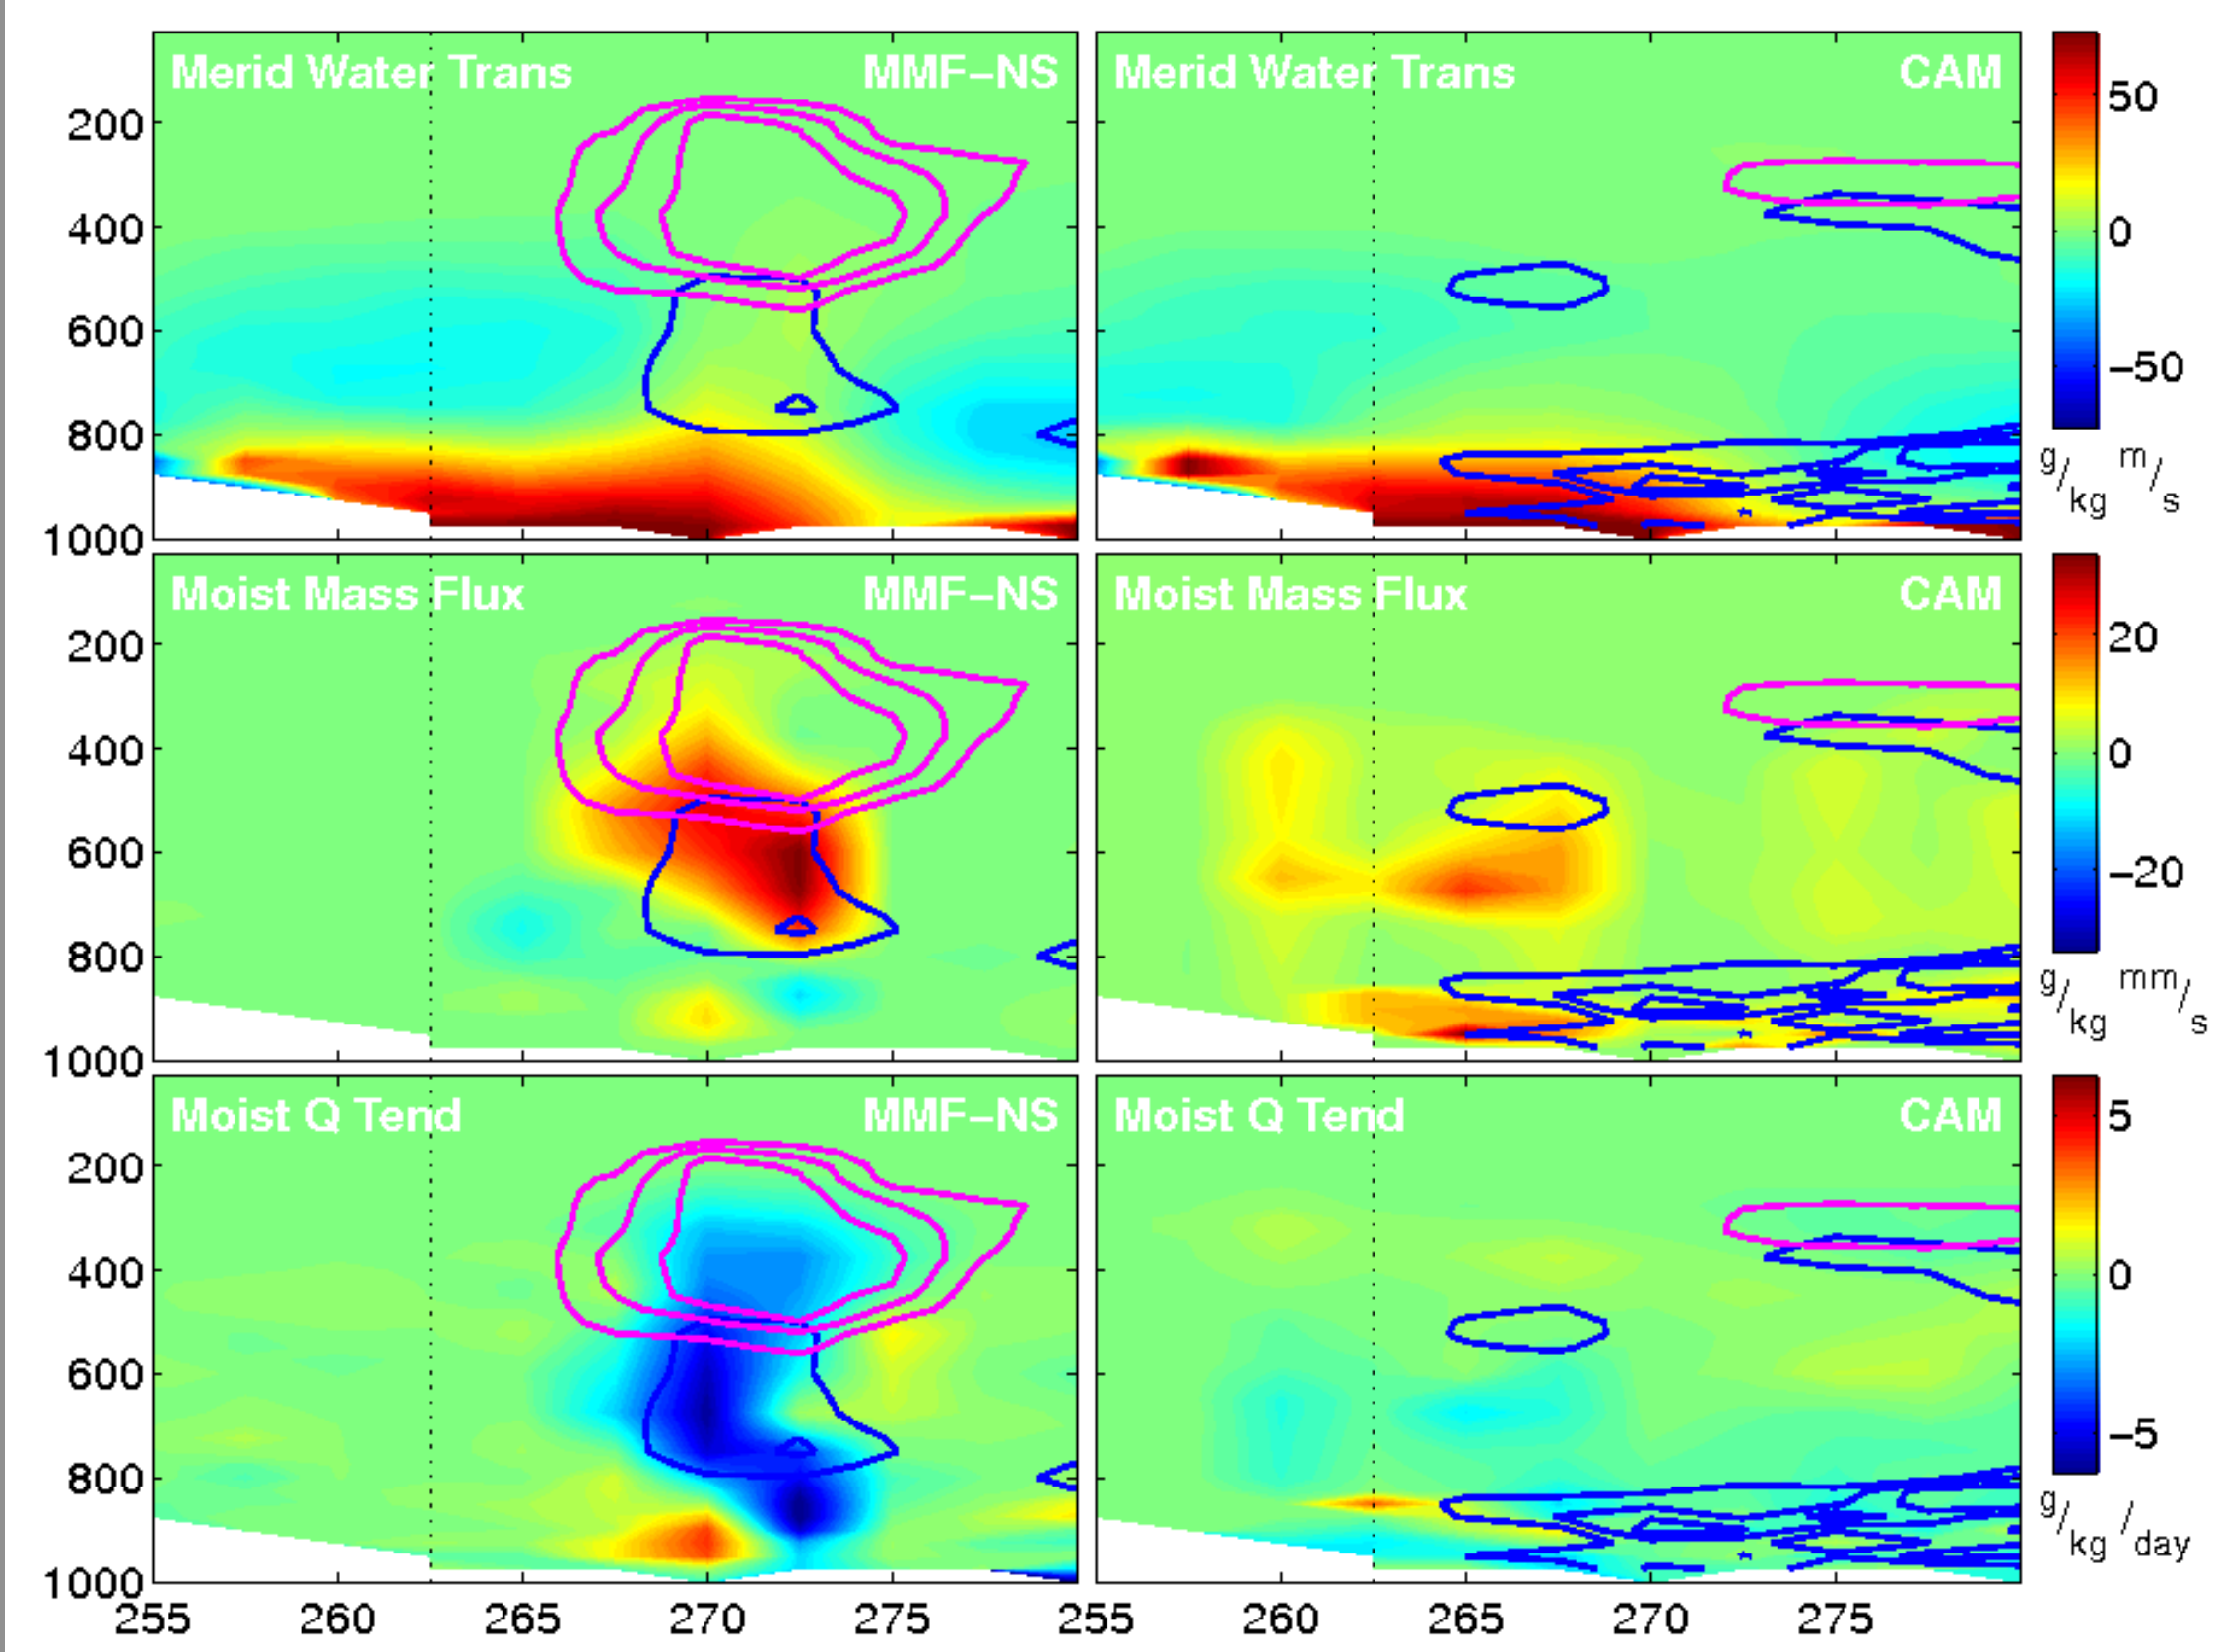 Merid Water Trans MMF-NS
Merid Water Trans CAM
200
400
600
800
1000
50
0
-50
g/kg m/s
Moist Mass Flux MMF-NS
Moist Mass Flux CAM
200
400
600
800
1000
20
0
-20
g/kg mm/s
Moist Q Tend MMF-NS
Moist Q Tend CAM
200
400
600
800
1000
5
0
-5
g/kg/day
255 260 265 270 275
255 260 265 270 275